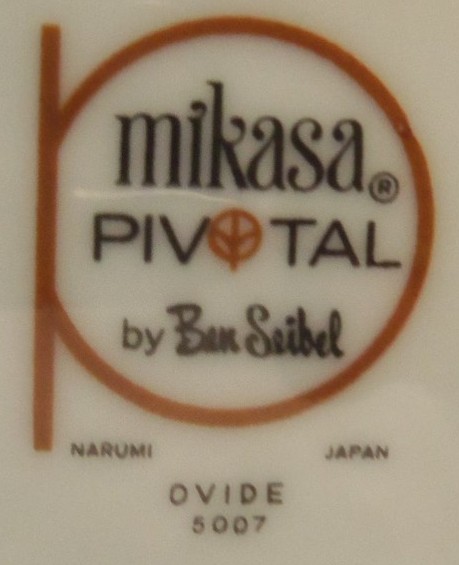 mikasa®
PIVOTAL
by Ben Seibel
NARUMI JAPAN
OVIDE
5007